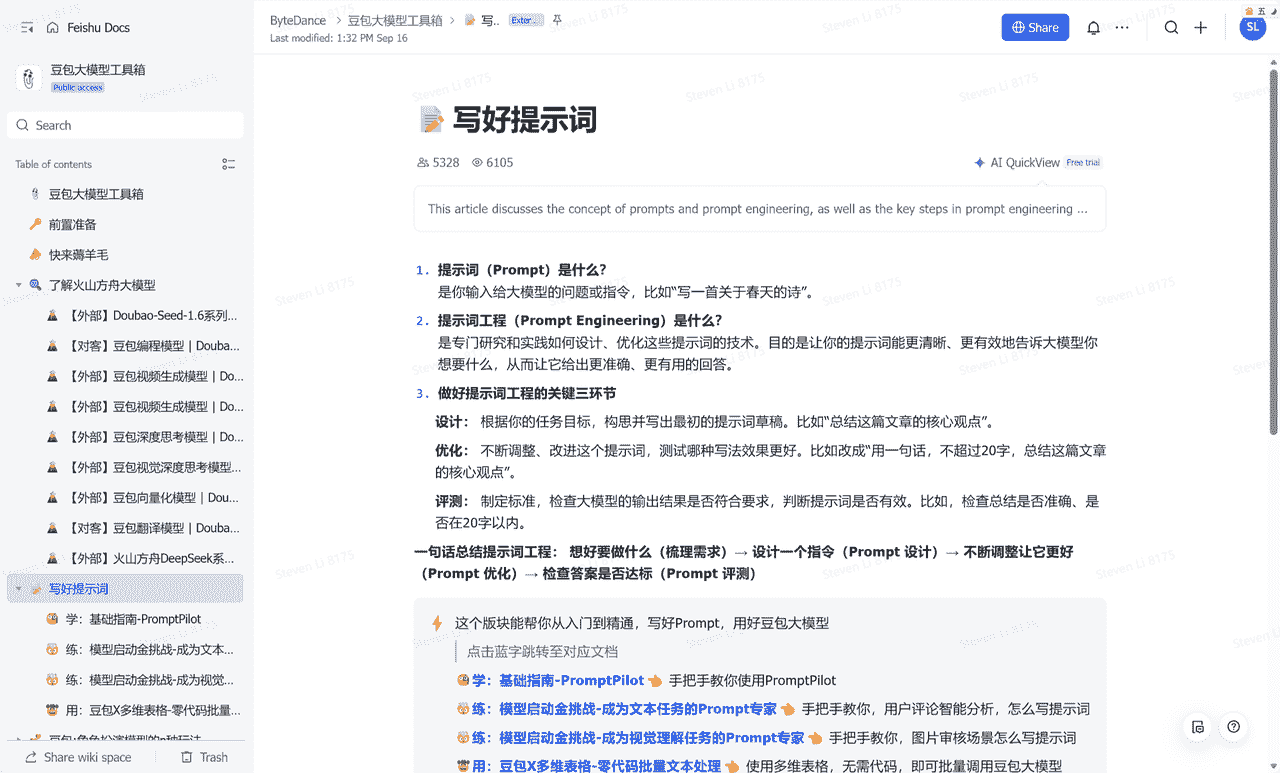 Feishu Docs
豆包大模型工具箱
Public access
Search
Table of contents
豆包大模型工具箱
前置准备
快来薅羊毛
了解火山方舟大模型
【外部】Doubao-Seed-1.6系列...
【对客】豆包编程模型 | Douba...
【外部】豆包视频生成模型 | Do...
【外部】豆包视频生成模型 | Do...
【外部】豆包深度思考模型 | Do...
【外部】豆包视觉深度思考模型...
【外部】豆包向量化模型 | Dou...
【对客】豆包翻译模型 | Douba...
【外部】火山方舟DeepSeek系...
写好提示词
学：基础指南-PromptPilot
练：模型启动金挑战-成为文本...
练：模型启动金挑战-成为视觉...
用：豆包X多维表格-零代码批量...
Share wiki space
Trash
ByteDance > 豆包大模型工具箱 > 写.. Exter...
Last modified: 1:32 PM Sep 16
Share
SL
五
写好提示词
5328 6105
AI QuickView Free trial
This article discusses the concept of prompts and prompt engineering, as well as the key steps in prompt engineering ...
1. 提示词（Prompt）是什么？
是你输入给大模型的问题或指令，比如“写一首关于春天的诗”。
2. 提示词工程（Prompt Engineering）是什么？
是专门研究和实践如何设计、优化这些提示词的技术。目的是让你的提示词能更清晰、更有效地告诉大模型你
想要什么，从而让它给出更准确、更有用的回答。
3. 做好提示词工程的关键三环节
设计： 根据你的任务目标，构思并写出最初的提示词草稿。比如“总结这篇文章的核心观点”。
优化： 不断调整、改进这个提示词，测试哪种写法效果更好。比如改成“用一句话，不超过20字，总结这篇文章
的核心观点”。
评测： 制定标准，检查大模型的输出结果是否符合要求，判断提示词是否有效。比如，检查总结是否准确、是
否在20字以内。
一句话总结提示词工程： 想好要做什么（梳理需求）→ 设计一个指令（Prompt 设计）→ 不断调整让它更好
（Prompt 优化）→ 检查答案是否达标（Prompt 评测）
这个版块能帮你从入门到精通，写好Prompt，用好豆包大模型
点击蓝字跳转至对应文档
学：基础指南-PromptPilot 手把手教你使用PromptPilot
练：模型启动金挑战-成为文本任务的Prompt专家 手把手教你，用户评论智能分析，怎么写提示词
练：模型启动金挑战-成为视觉理解任务的Prompt专家 手把手教你，图片审核场景怎么写提示词
用：豆包X多维表格-零代码批量文本处理 使用多维表格，无需代码，即可批量调用豆包大模型
Steven Li 8175